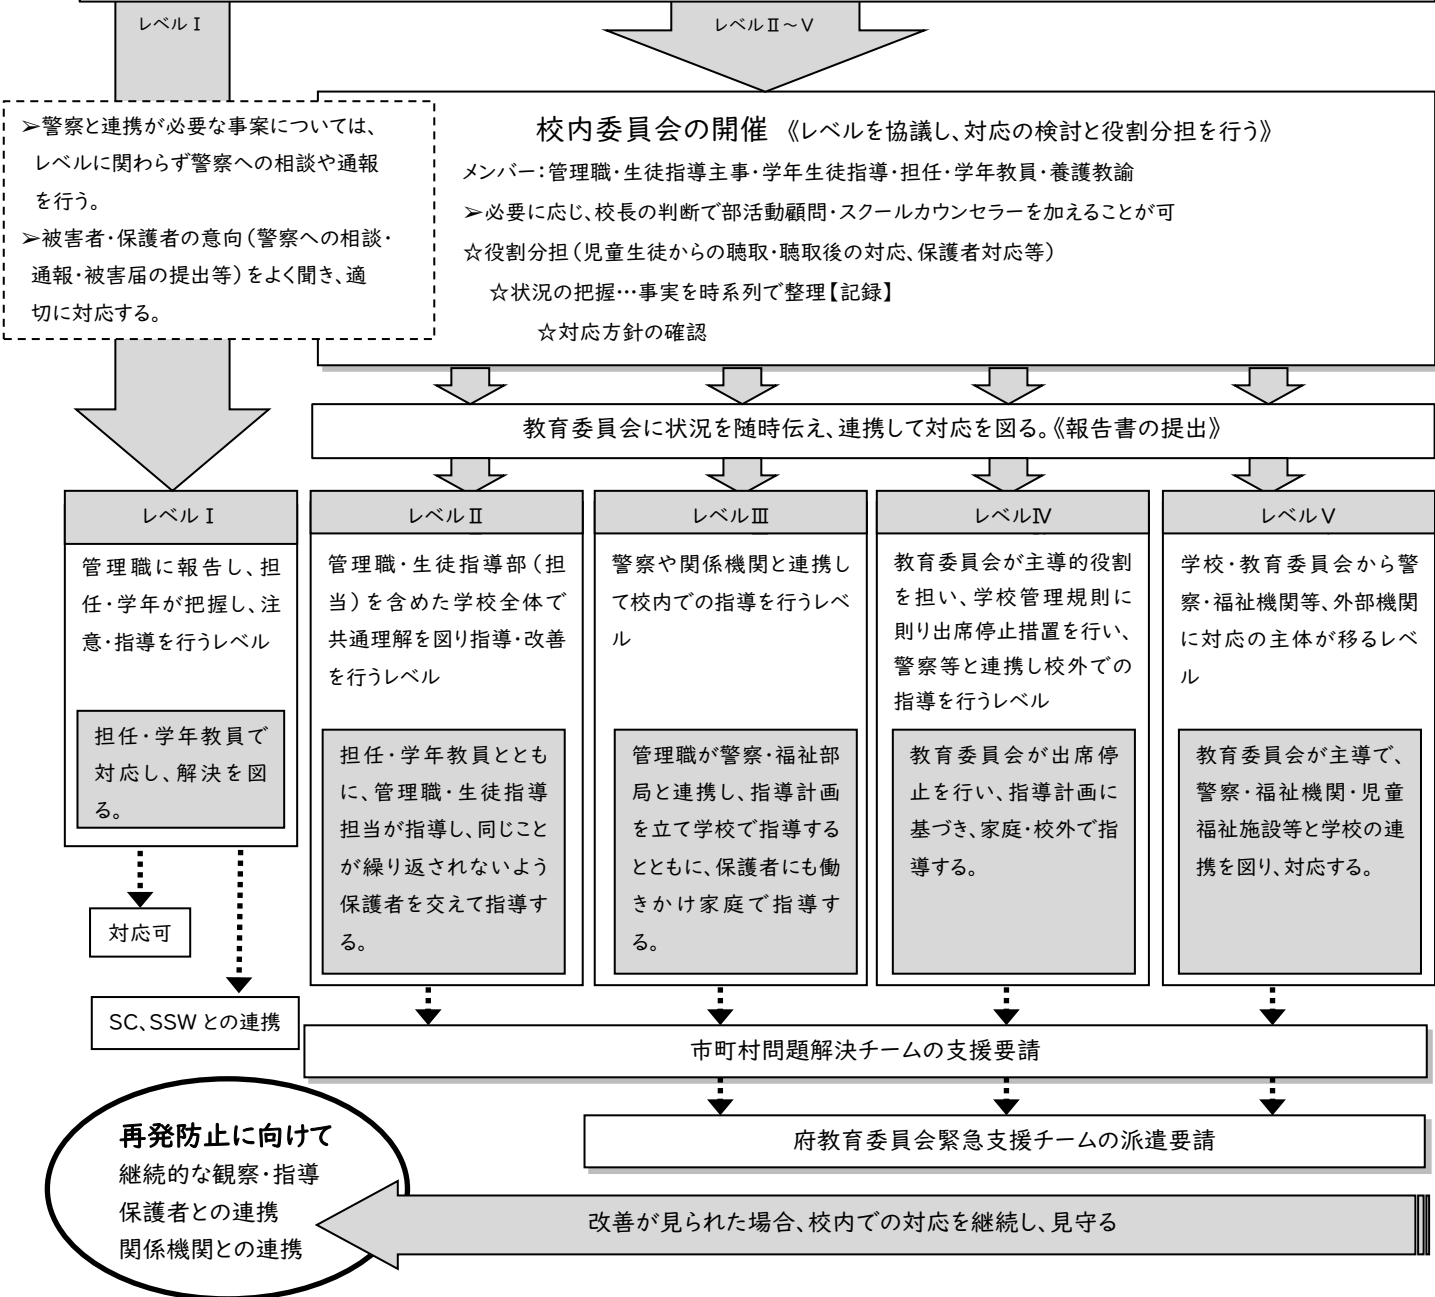 レベルⅠ
レベルⅡ~Ⅴ
➢警察と連携が必要な事案については、
レベルに関わらず警察への相談や通報
を行う。
➢被害者・保護者の意向(警察への相談・
通報・被害届の提出等)をよく聞き、適
切に対応する。
校内委員会の開催 《レベルを協議し、対応の検討と役割分担を行う》
メンバー:管理職・生徒指導主事・学年生徒指導・担任・学年教員・養護教諭
➢必要に応じ、校長の判断で部活動顧問・スクールカウンセラーを加えることが可
☆役割分担(児童生徒からの聴取・聴取後の対応、保護者対応等)
☆状況の把握…事実を時系列で整理【記録】
☆対応方針の確認
教育委員会に状況を随時伝え、連携して対応を図る。《報告書の提出》
レベルⅠ
管理職に報告し、担
任・学年が把握し、注
意・指導を行うレベル
担任・学年教員で
対応し、解決を図
る。
対応可
SC、SSWとの連携
レベルⅡ
管理職・生徒指導部(担
当)を含めた学校全体で
共通理解を図り指導・改善
を行うレベル
担任・学年教員ととも
に、管理職・生徒指導
担当が指導し、同じこと
が繰り返されないよう
保護者を交えて指導す
る。
レベルⅢ
警察や関係機関と連携し
て校内での指導を行うレベ
ル
管理職が警察・福祉部
局と連携し、指導計画
を立て学校で指導する
とともに、保護者にも働
きかけ家庭で指導す
る。
レベルⅣ
教育委員会が主導的役割
を担い、学校管理規則に
則り出席停止措置を行い、
警察等と連携し校外での
指導を行うレベル
教育委員会が出席停
止を行い、指導計画に
基づき、家庭・校外で指
導する。
レベルⅤ
学校・教育委員会から警
察・福祉機関等、外部機関
に対応の主体が移るレベ
ル
教育委員会が主導で、
警察・福祉機関・児童
福祉施設等と学校の連
携を図り、対応する。
市町村問題解決チームの支援要請
府教育委員会緊急支援チームの派遣要請
再発防止に向けて
継続的な観察・指導
保護者との連携
関係機関との連携
改善が見られた場合、校内での対応を継続し、見守る